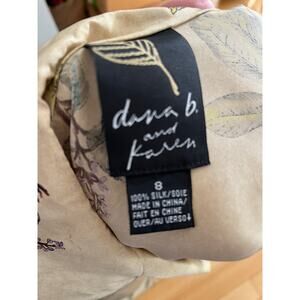 dana b.
and
Karen
8
100% SILK/SOIE
MADE IN CHINA/
FAIT EN CHINE
OVER/AU VERSO↓